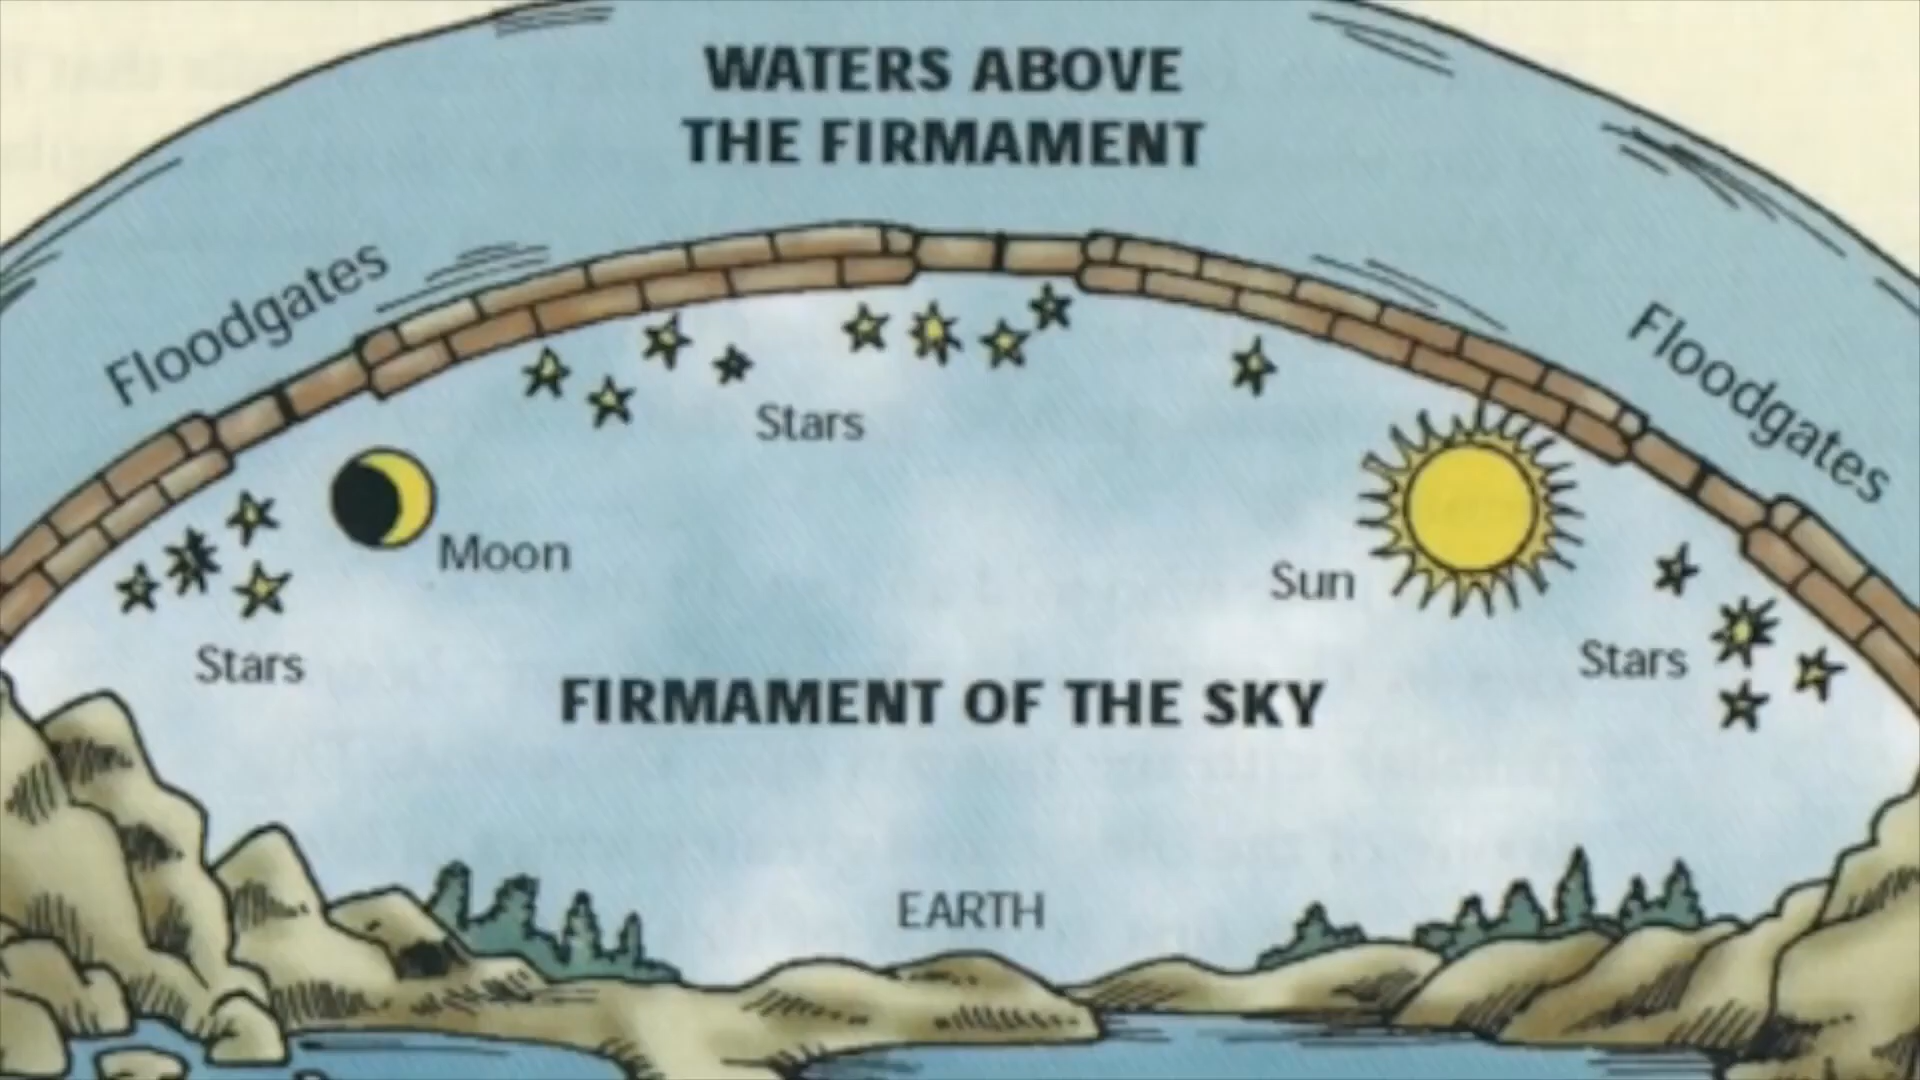 WATERS ABOVE
THE FIRMAMENT
Floodgates
Floodgates
Stars
Moon
Sun
Stars
Stars
FIRMAMENT OF THE SKY
EARTH